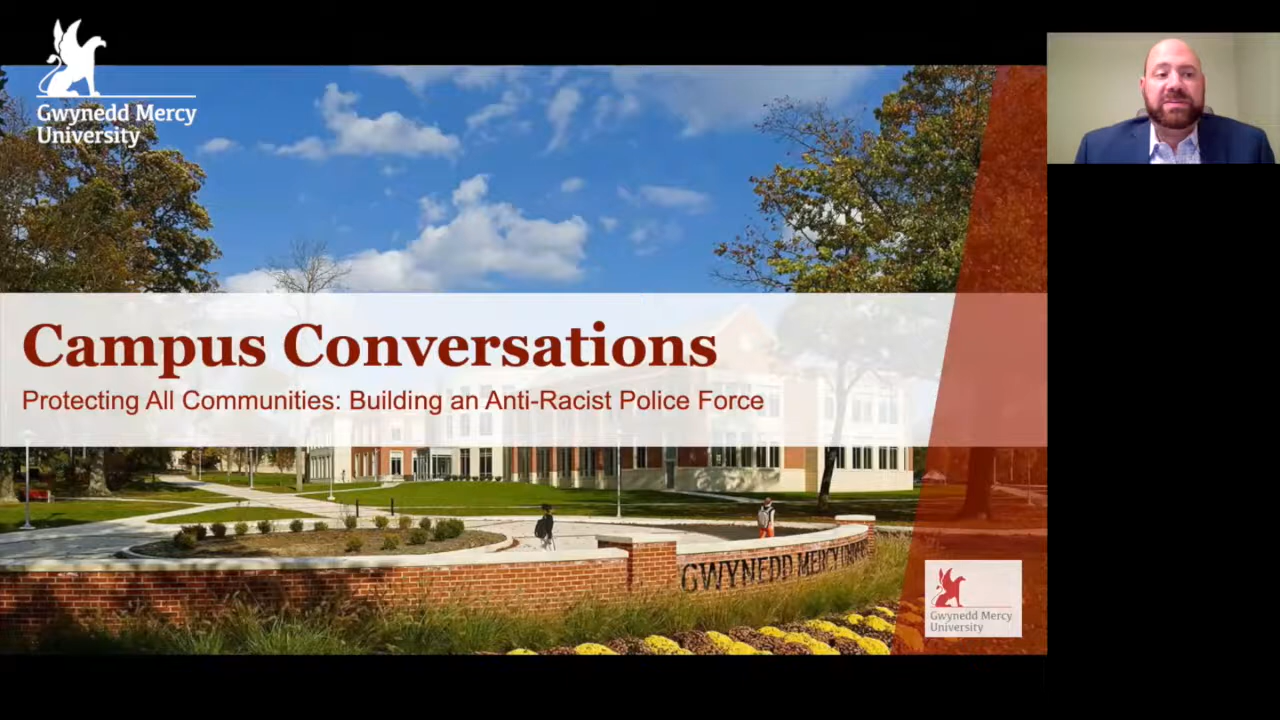 Gwynedd Mercy
University
Campus Conversations
Protecting All Communities: Building an Anti-Racist Police Force
GWYNEDD MERCY
Gwynedd Mercy
University